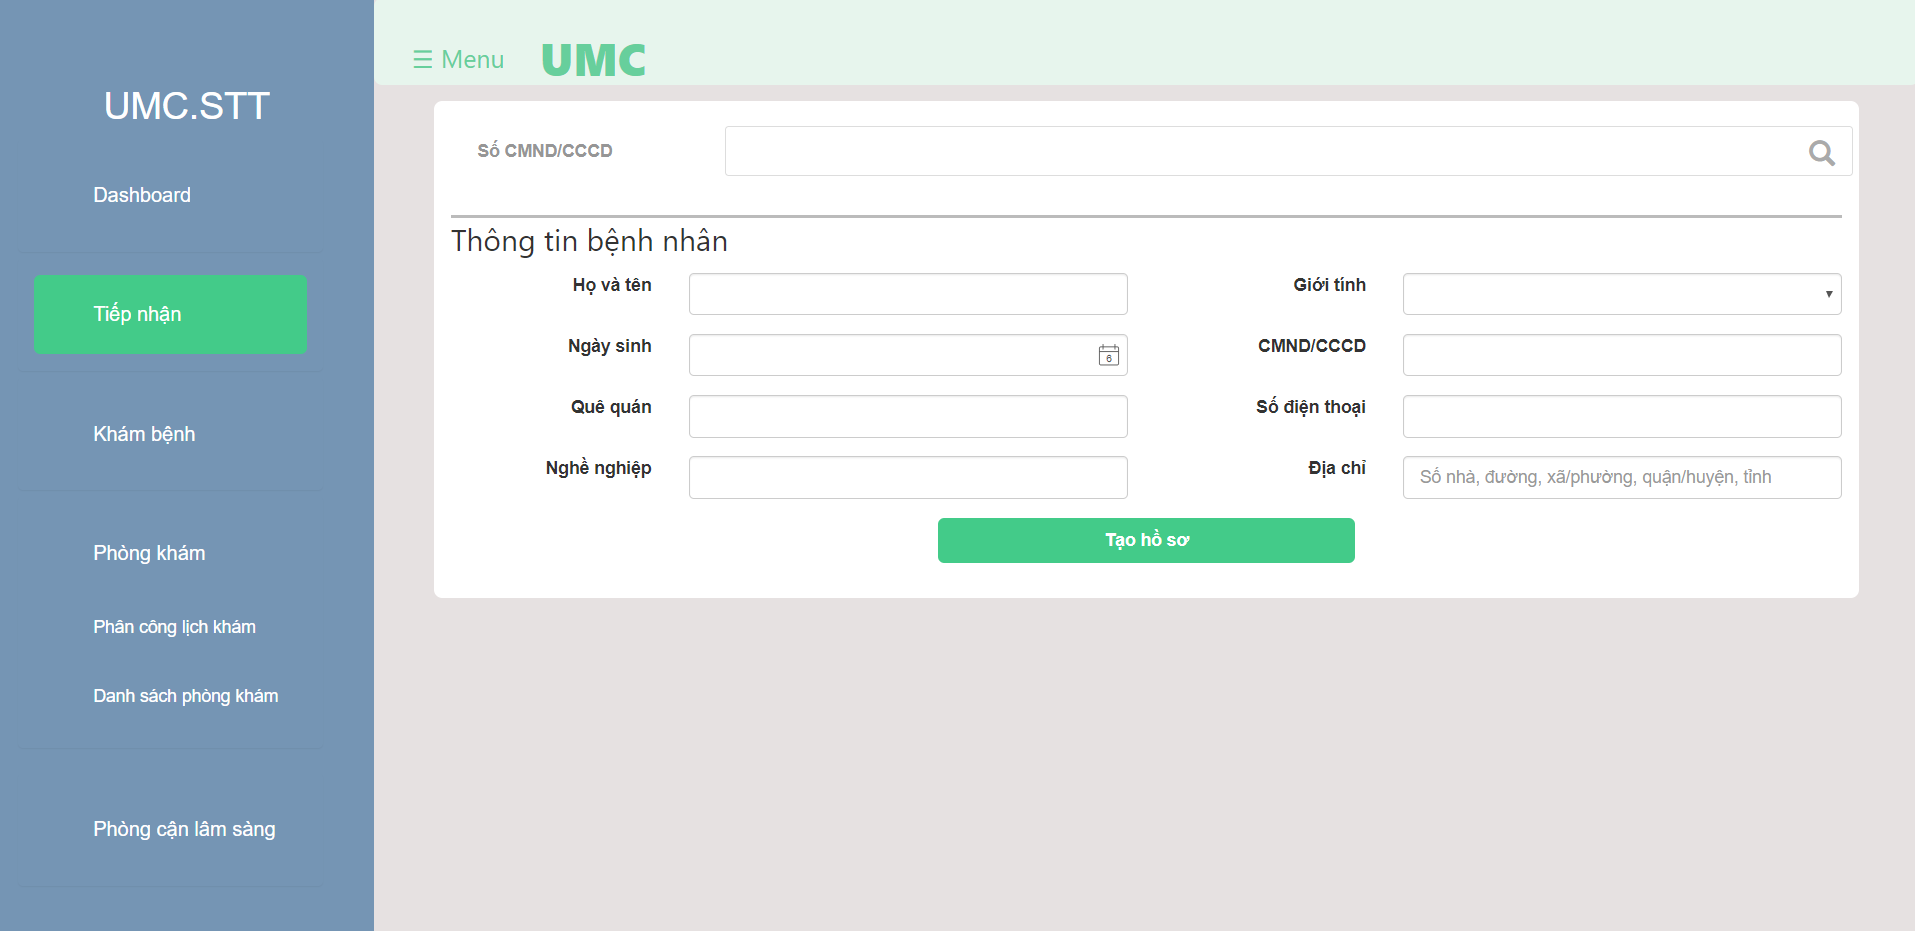 UMC.STT
Dashboard
Tiếp nhận
Khám bệnh
Phòng khám
Phân công lịch khám
Danh sách phòng khám
Phòng cận lâm sàng
☰ Menu UMC
Số CMND/CCCD
Thông tin bệnh nhân
Họ và tên
Giới tính
Ngày sinh
6
CMND/CCCD
Quê quán
Số điện thoại
Nghề nghiệp
Địa chỉ
Số nhà, đường, xã/phường, quận/huyện, tỉnh
Tạo hồ sơ